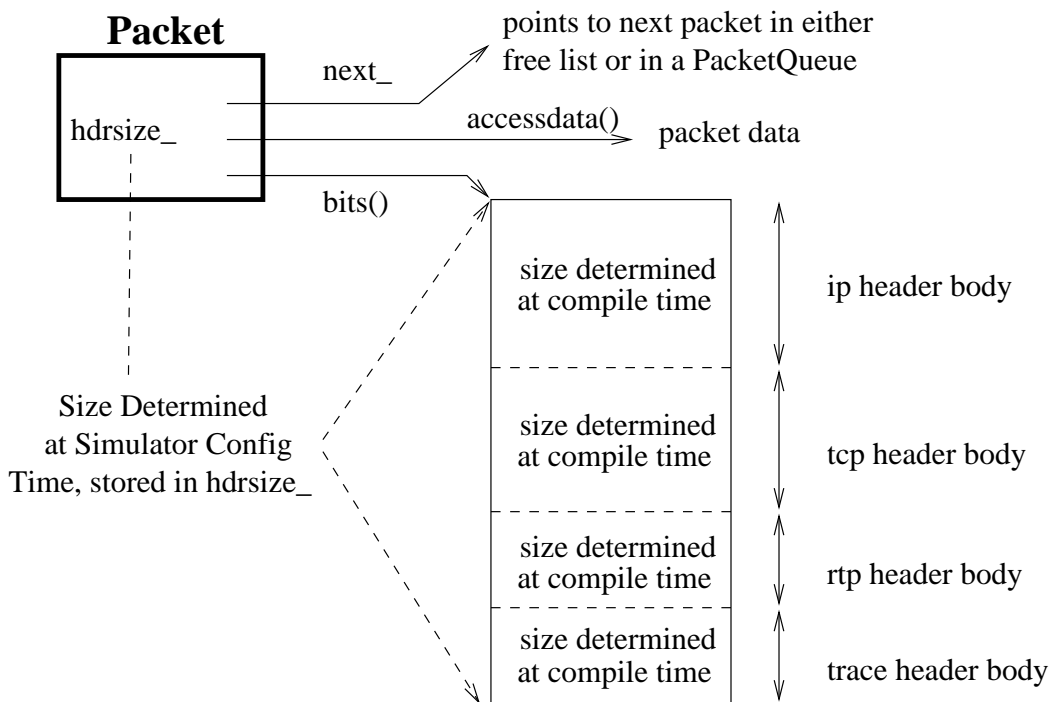 Packet
points to next packet in either
free list or in a PacketQueue
next_
hdrsize_
accessdata()
packet data
bits()
size determined
at compile time
ip header body
Size Determined
at Simulator Config
Time, stored in hdrsize_
size determined
at compile time
tcp header body
size determined
at compile time
rtp header body
size determined
at compile time
trace header body